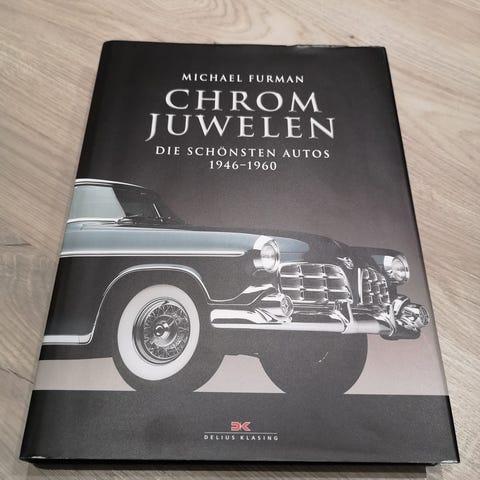 MICHAEL FURMAN
CHROM
JUWELEN
DIE SCHÖNSTEN AUTOS
1946–1960
DELIUS KLASING